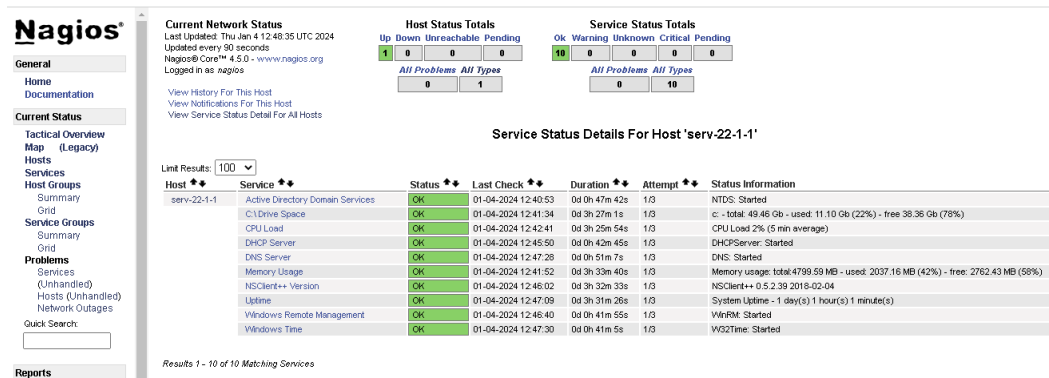 Nagios®
General
Home
Documentation
Current Status
Tactical Overview
Map (Legacy)
Hosts
Services
Host Groups
Summary
Grid
Service Groups
Summary
Grid
Problems
Services
(Unhandled)
Hosts (Unhandled)
Network Outages
Quick Search:
Reports
Current Network Status
Last Updated: Thu Jan 4 12:48:35 UTC 2024
Updated every 90 seconds
Nagios® Core™ 4.5.0 - www.nagios.org
Logged in as nagios
View History For This Host
View Notifications For This Host
View Service Status Detail For All Hosts
Host Status Totals
Up Down Unreachable Pending
1 0 0 0
All Problems All Types
0 1
Service Status Totals
Ok Warning Unknown Critical Pending
10 0 0 0 0
All Problems All Types
0 10
Service Status Details For Host 'serv-22-1-1'
Limit Results: 100
Host Service Status Last Check Duration Attempt Status Information
serv-22-1-1 Active Directory Domain Services OK 01-04-2024 12:40:53 0d 0h 47m 42s 1/3 NTDS: Started
C:\ Drive Space OK 01-04-2024 12:41:34 0d 3h 27m 1s 1/3 c: - total: 49.46 Gb - used: 11.10 Gb (22%) - free 38.36 Gb (78%)
CPU Load OK 01-04-2024 12:42:41 0d 3h 25m 54s 1/3 CPU Load 2% (5 min average)
DHCP Server OK 01-04-2024 12:45:50 0d 0h 42m 45s 1/3 DHCPServer: Started
DNS Server OK 01-04-2024 12:47:28 0d 0h 51m 7s 1/3 DNS: Started
Memory Usage OK 01-04-2024 12:41:52 0d 3h 33m 40s 1/3 Memory usage: total:4799.59 MB - used: 2037.16 MB (42%) - free: 2762.43 MB (58%)
NSClient++ Version OK 01-04-2024 12:46:02 0d 3h 32m 33s 1/3 NSClient++ 0.5.2.39 2018-02-04
Uptime OK 01-04-2024 12:47:09 0d 3h 31m 26s 1/3 System Uptime - 1 day(s) 1 hour(s) 1 minute(s)
Windows Remote Management OK 01-04-2024 12:46:40 0d 0h 41m 55s 1/3 WinRM: Started
Windows Time OK 01-04-2024 12:47:30 0d 0h 41m 5s 1/3 W32Time: Started
Results 1 - 10 of 10 Matching Services